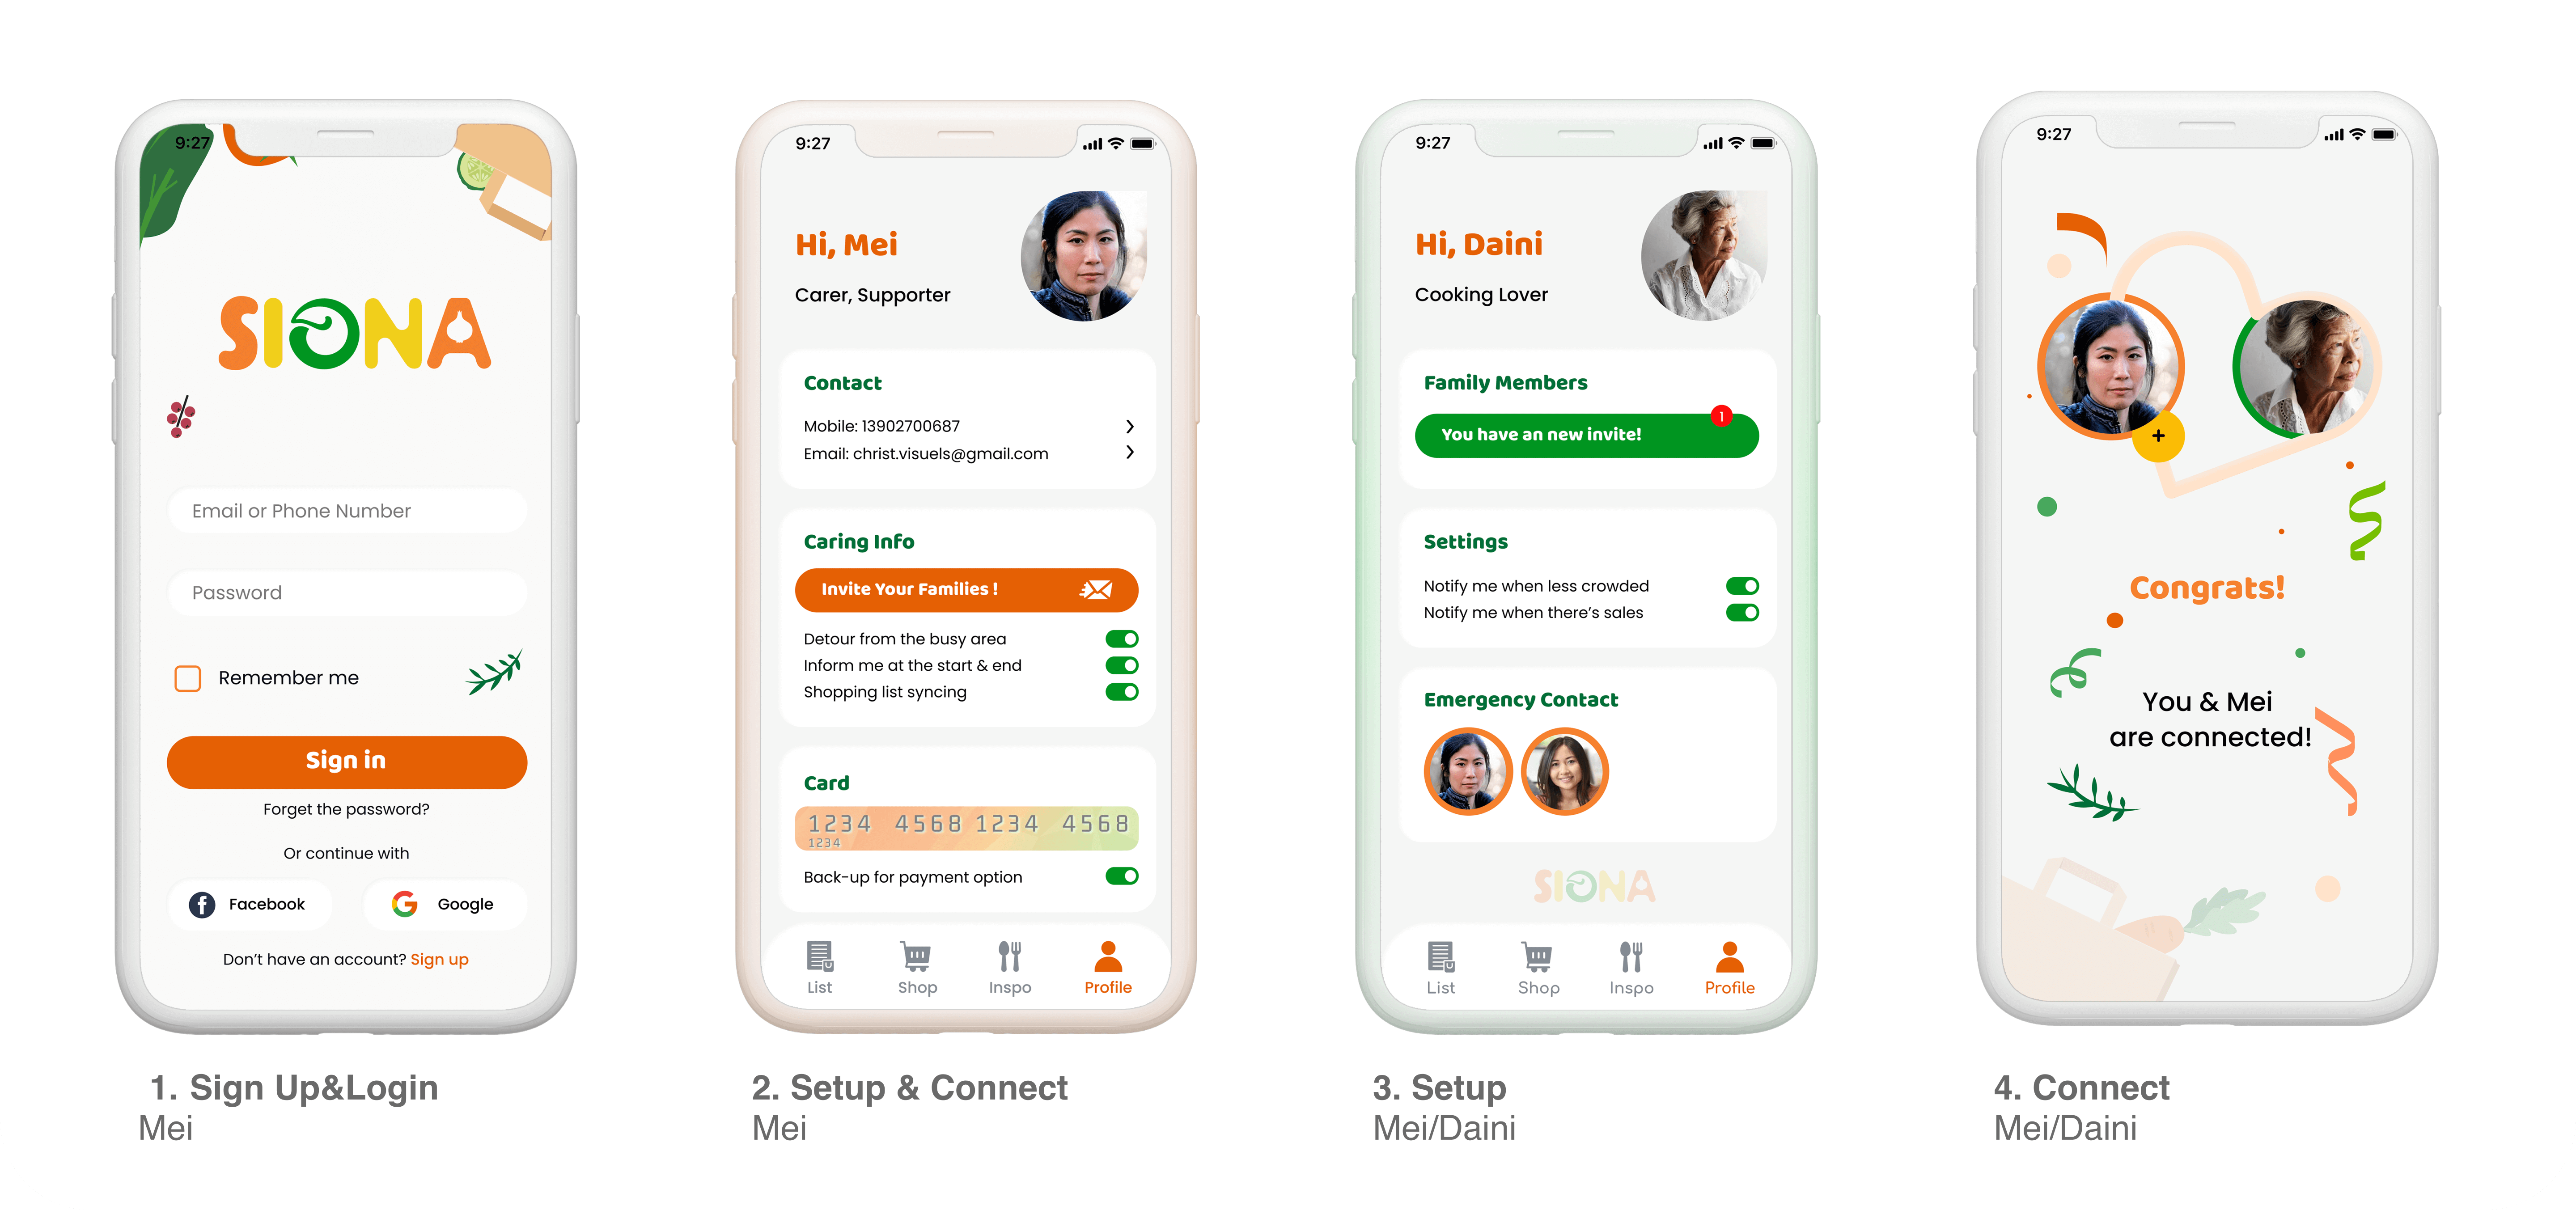 9:27
SIONA
Email or Phone Number
Password
Remember me
Sign in
Forget the password?
Or continue with
Facebook
Google
Don't have an account? Sign up
1. Sign Up&Login
Mei
9:27
Hi, Mei
Carer, Supporter
Contact
Mobile: 13902700687
Email: christ.visuels@gmail.com
Caring Info
Invite Your Families !
Detour from the busy area
Inform me at the start & end
Shopping list syncing
Card
1234 4568 1234 4568
1234
Back-up for payment option
List
Shop
Inspo
Profile
2. Setup & Connect
Mei
9:27
Hi, Daini
Cooking Lover
Family Members
1
You have an new invite!
Settings
Notify me when less crowded
Notify me when there's sales
Emergency Contact
SIONA
List
Shop
Inspo
Profile
3. Setup
Mei/Daini
9:27
+
Congrats!
You & Mei
are connected!
4. Connect
Mei/Daini